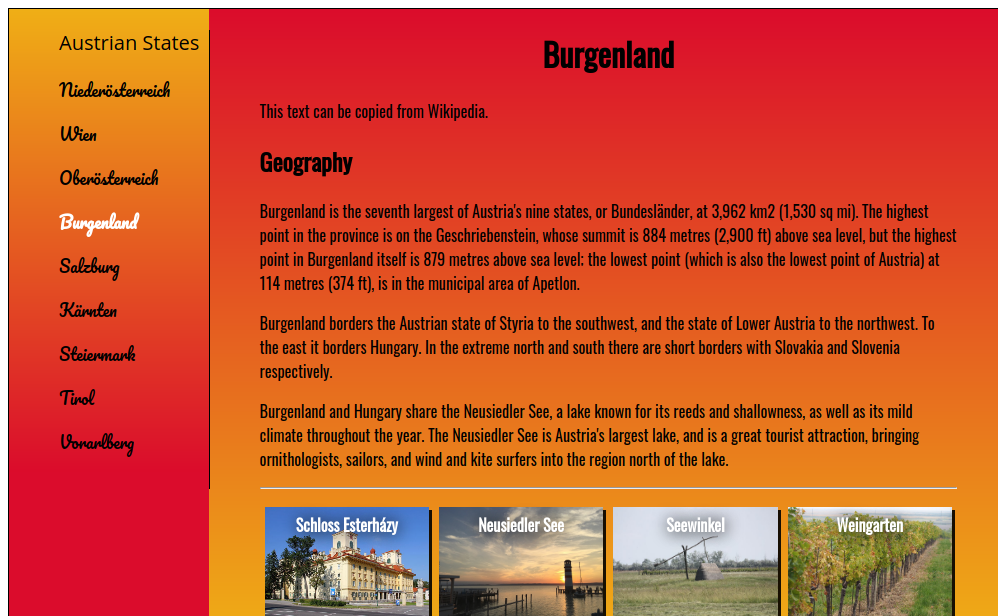 Austrian States
Niederösterreich
Wien
Oberösterreich
Burgenland
Salzburg
Kärnten
Steiermark
Tirol
Vorarlberg
Burgenland
This text can be copied from Wikipedia.
Geography
Burgenland is the seventh largest of Austria's nine states, or Bundesländer, at 3,962 km2 (1,530 sq mi). The highest
point in the province is on the Geschriebenstein, whose summit is 884 metres (2,900 ft) above sea level, but the highest
point in Burgenland itself is 879 metres above sea level; the lowest point (which is also the lowest point of Austria) at
114 metres (374 ft), is in the municipal area of Apetlon.
Burgenland borders the Austrian state of Styria to the southwest, and the state of Lower Austria to the northwest. To
the east it borders Hungary. In the extreme north and south there are short borders with Slovakia and Slovenia
respectively.
Burgenland and Hungary share the Neusiedler See, a lake known for its reeds and shallowness, as well as its mild
climate throughout the year. The Neusiedler See is Austria's largest lake, and is a great tourist attraction, bringing
ornithologists, sailors, and wind and kite surfers into the region north of the lake.
Schloss Esterházy
Neusiedler See
Seewinkel
Weingarten